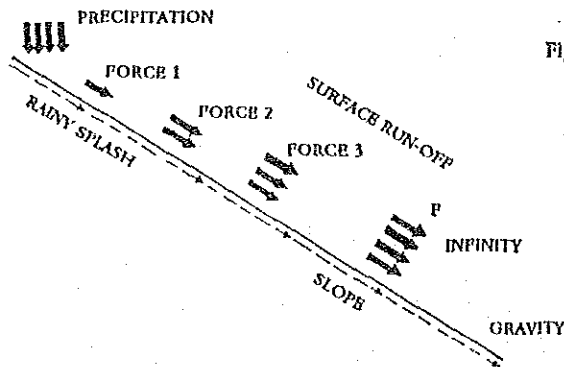 PRECIPITATION
FORCE 1
FORCE 2
FORCE 3
SURFACE RUN-OFF
RAINY SPLASH
F
INFINITY
SLOPE
GRAVITY